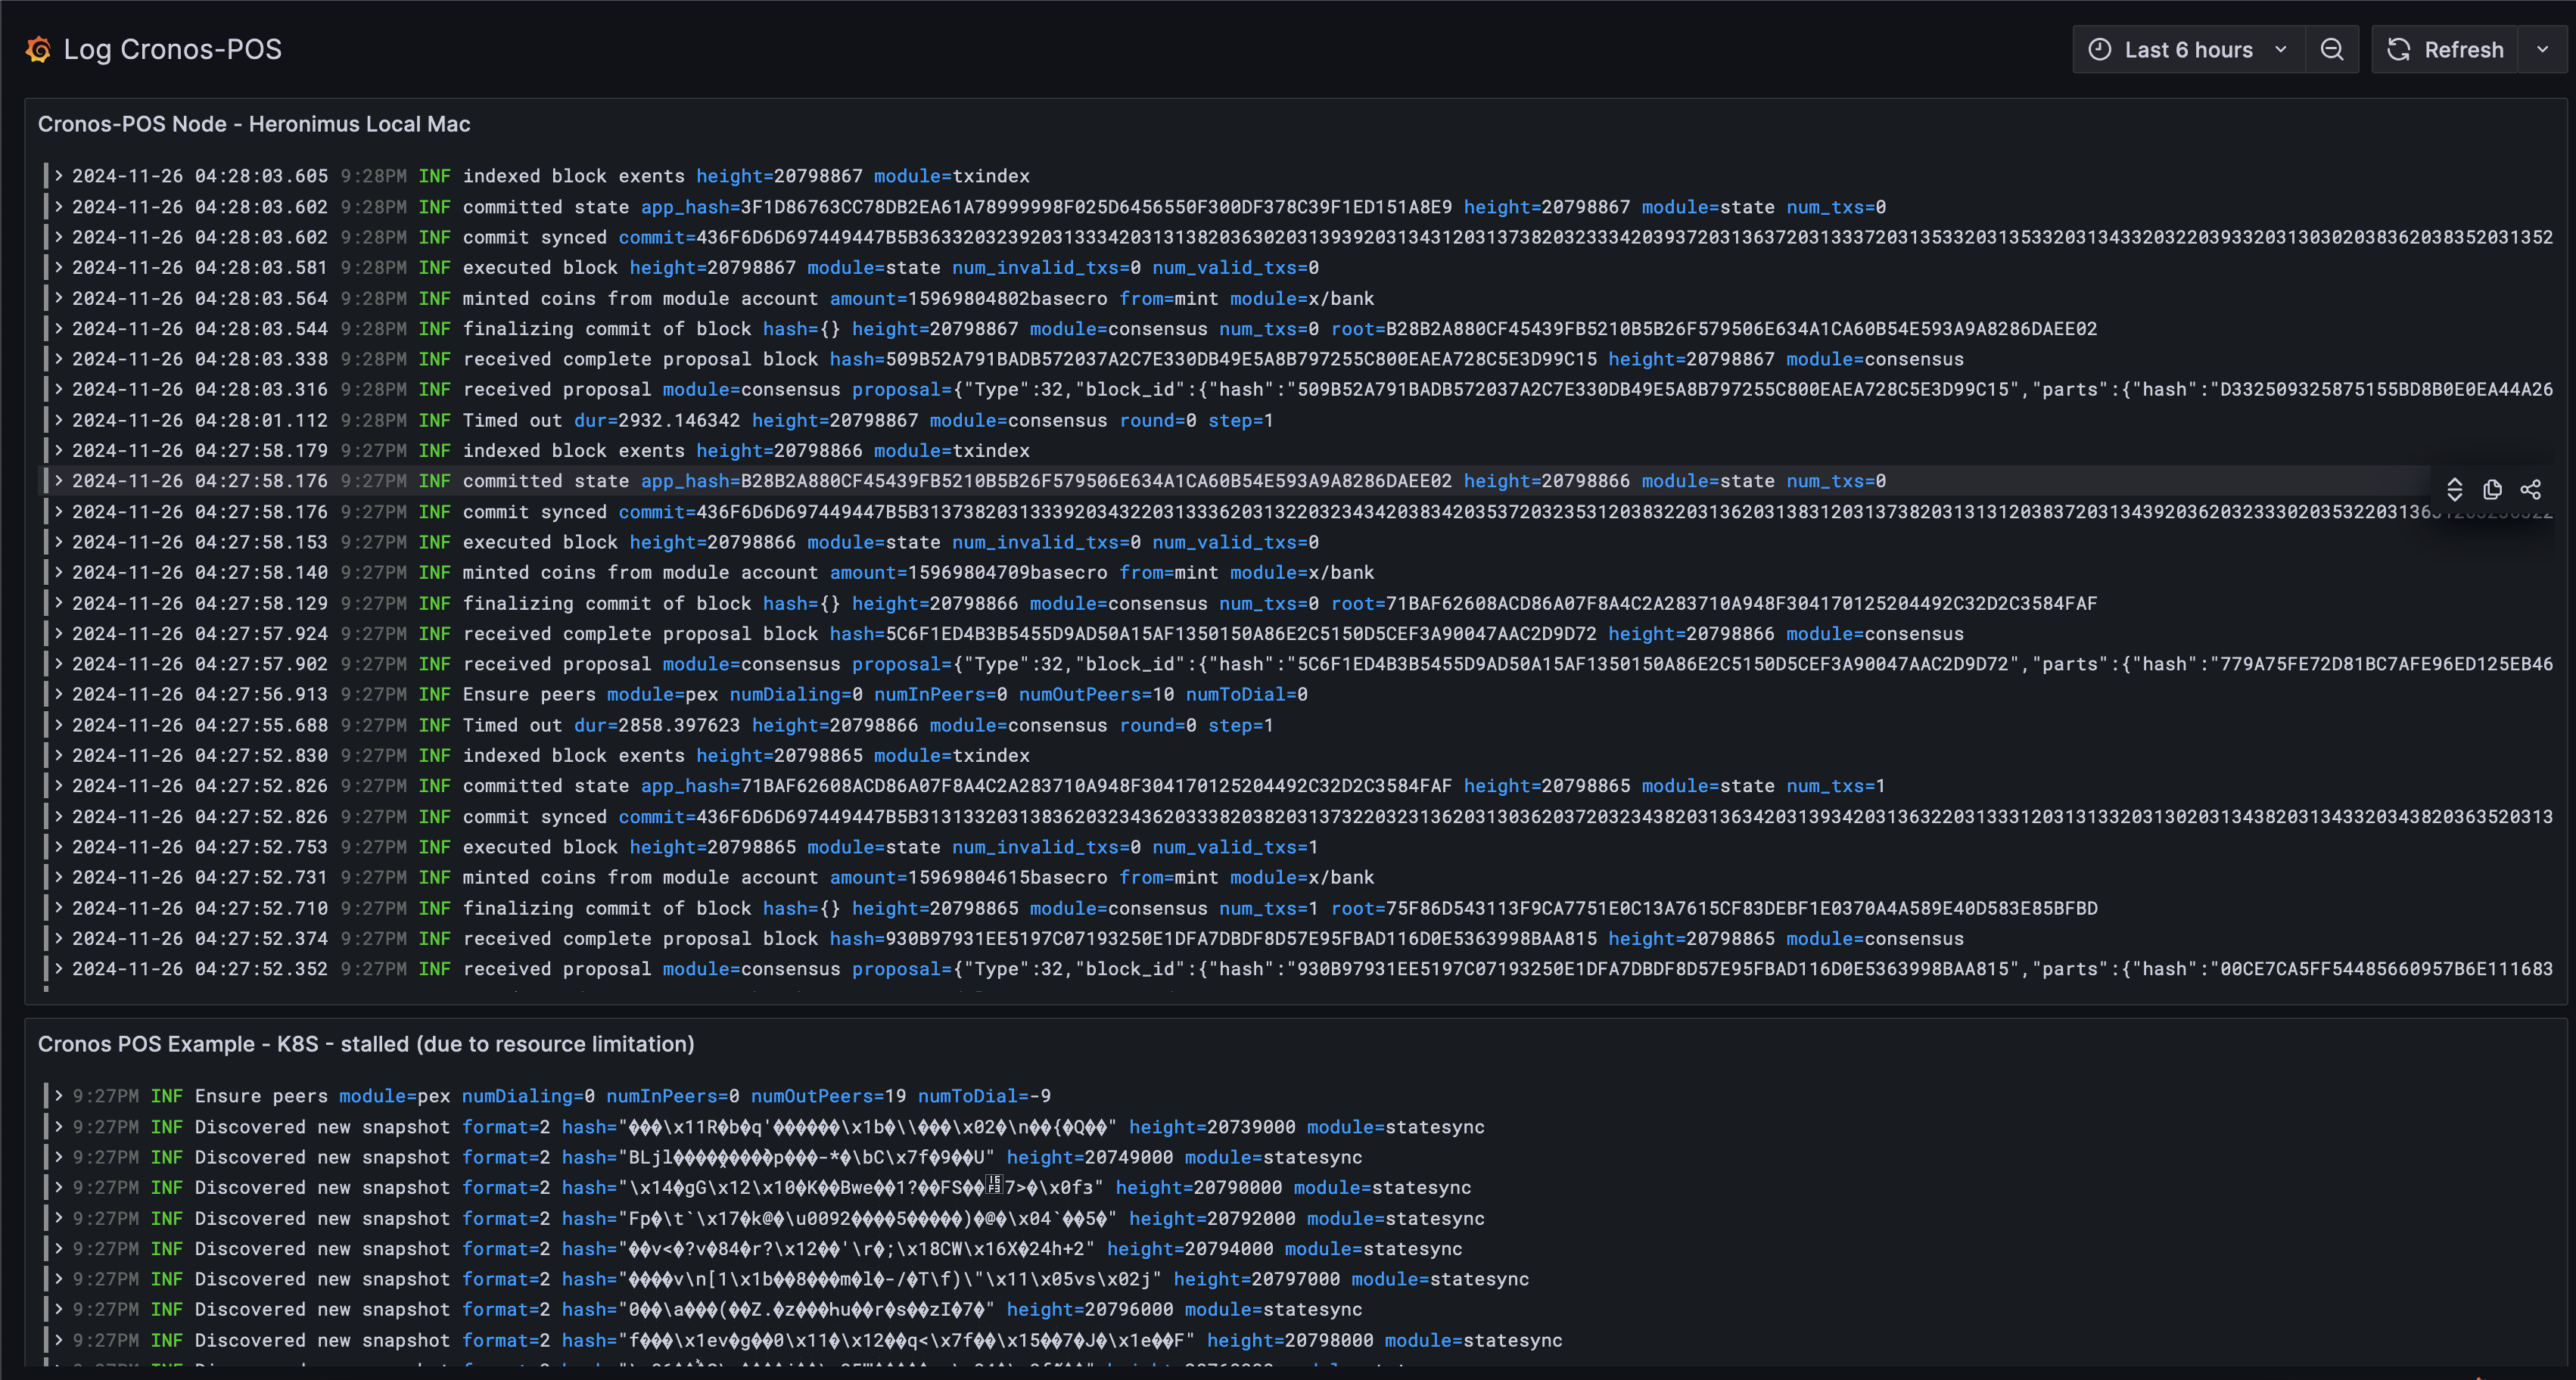 Log Cronos-POS
Last 6 hours
Refresh
Cronos-POS Node - Heronimus Local Mac
2024-11-26 04:28:03.605 9:28PM INF indexed block exents height=20798867 module=txindex
2024-11-26 04:28:03.602 9:28PM INF committed state app_hash=3F1D86763CC78DB2EA61A78999998F025D6456550F300DF378C39F1ED151A8E9 height=20798867 module=state num_txs=0
2024-11-26 04:28:03.602 9:28PM INF commit synced
2024-11-26 04:28:03.581 9:28PM INF executed block height=20798867 module=state num_invalid_txs=0 num_valid_txs=0
2024-11-26 04:28:03.564 9:28PM INF minted coins from module account amount=15969804802basecro from=mint module=x/bank
2024-11-26 04:28:03.544 9:28PM INF finalizing commit of block hash={} height=20798867 module=consensus num_txs=0 root=B28B2A880CF45439FB5210B5B26F579506E634A1CA60B54E593A9A8286DAEE02
2024-11-26 04:28:03.338 9:28PM INF received complete proposal block hash=509B52A791BADB572037A2C7E330DB49E5A8B797255C800EAEA728C5E3D99C15 height=20798867 module=consensus
2024-11-26 04:28:03.316 9:28PM INF received proposal module=consensus proposal={"Type":32,"block_id":{"hash":"509B52A791BADB572037A2C7E330DB49E5A8B797255C800EAEA728C5E3D99C15","parts":{"hash":"D332509325875155BD8B0E0EA44A26
2024-11-26 04:28:01.112 9:28PM INF Timed out dur=2932.146342 height=20798867 module=consensus round=0 step=1
2024-11-26 04:27:58.179 9:27PM INF indexed block exents height=20798866 module=txindex
2024-11-26 04:27:58.176 9:27PM INF committed state app_hash=B28B2A880CF45439FB5210B5B26F579506E634A1CA60B54E593A9A8286DAEE02 height=20798866 module=state num_txs=0
2024-11-26 04:27:58.176 9:27PM INF commit synced
2024-11-26 04:27:58.153 9:27PM INF executed block height=20798866 module=state num_invalid_txs=0 num_valid_txs=0
2024-11-26 04:27:58.140 9:27PM INF minted coins from module account amount=15969804709basecro from=mint module=x/bank
2024-11-26 04:27:58.129 9:27PM INF finalizing commit of block hash={} height=20798866 module=consensus num_txs=0 root=71BAF62608ACD86A07F8A4C2A283710A948F304170125204492C32D2C3584FAF
2024-11-26 04:27:57.924 9:27PM INF received complete proposal block hash=5C6F1ED4B3B5455D9AD50A15AF1350150A86E2C5150D5CEF3A90047AAC2D9D72 height=20798866 module=consensus
2024-11-26 04:27:57.902 9:27PM INF received proposal module=consensus proposal={"Type":32,"block_id":{"hash":"5C6F1ED4B3B5455D9AD50A15AF1350150A86E2C5150D5CEF3A90047AAC2D9D72","parts":{"hash":"779A75FE72D81BC7AFE96ED125EB46
2024-11-26 04:27:56.913 9:27PM INF Ensure peers module=pex numDialing=0 numInPeers=0 numOutPeers=10 numToDial=0
2024-11-26 04:27:55.688 9:27PM INF Timed out dur=2858.397623 height=20798866 module=consensus round=0 step=1
2024-11-26 04:27:52.830 9:27PM INF indexed block exents height=20798865 module=txindex
2024-11-26 04:27:52.826 9:27PM INF committed state app_hash=71BAF62608ACD86A07F8A4C2A283710A948F304170125204492C32D2C3584FAF height=20798865 module=state num_txs=1
2024-11-26 04:27:52.826 9:27PM INF commit synced
2024-11-26 04:27:52.753 9:27PM INF executed block height=20798865 module=state num_invalid_txs=0 num_valid_txs=1
2024-11-26 04:27:52.731 9:27PM INF minted coins from module account amount=15969804615basecro from=mint module=x/bank
2024-11-26 04:27:52.710 9:27PM INF finalizing commit of block hash={} height=20798865 module=consensus num_txs=1 root=75F86D543113F9CA7751E0C13A7615CF83DEBF1E0370A4A589E40D583E85BFBD
2024-11-26 04:27:52.374 9:27PM INF received complete proposal block hash=930B97931EE5197C07193250E1DFA7DBDF8D57E95FBAD116D0E5363998BAA815 height=20798865 module=consensus
2024-11-26 04:27:52.352 9:27PM INF received proposal module=consensus proposal={"Type":32,"block_id":{"hash":"930B97931EE5197C07193250E1DFA7DBDF8D57E95FBAD116D0E5363998BAA815","parts":{"hash":"00CE7CA5FF54485660957B6E111683
Cronos POS Example - K8S - stalled (due to resource limitation)
9:27PM INF Ensure peers module=pex numDialing=0 numInPeers=0 numOutPeers=19 numToDial=-9
9:27PM INF Discovered new snapshot format=2 hash="���\x11R�b�q'������\x1b�\\���\x02�\n��{�Q��" height=20739000 module=statesync
9:27PM INF Discovered new snapshot format=2 height=20749000 module=statesync
9:27PM INF Discovered new snapshot format=2 height=20790000 module=statesync
9:27PM INF Discovered new snapshot format=2 hash="Fp�\t`\x17�k@�\u0092����5�����)�@�\x04`��5�" height=20792000 module=statesync
9:27PM INF Discovered new snapshot format=2 hash="��v<�?v�84�r?\x12��'\r�;\x18CW\x16X�24h+2" height=20794000 module=statesync
9:27PM INF Discovered new snapshot format=2 hash="����v\n[1\x1b��8���m�l�-/�T\f)\"\x11\x05vs\x02j" height=20797000 module=statesync
9:27PM INF Discovered new snapshot format=2 hash="0��\a���(��Z.�z���hu��r�s��zI�7�" height=20796000 module=statesync
9:27PM INF Discovered new snapshot format=2 hash="f���\x1ev�g��0\x11�\x12��q<\x7f��\x15��7�J�\x1e��F" height=20798000 module=statesync